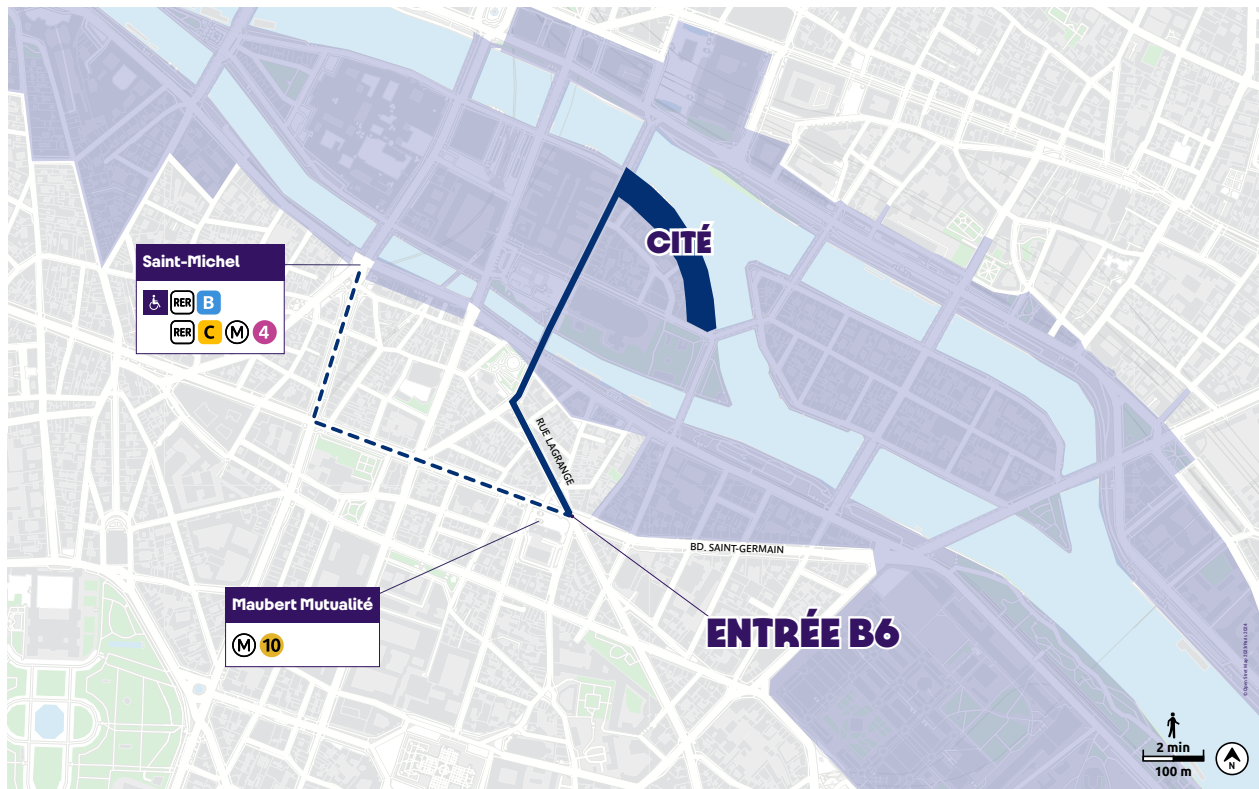 CITÉ
Saint-Michel
RER B
RER C M 4
RUE LAGRANGE
BD. SAINT-GERMAIN
Maubert Mutualité
M 10
ENTRÉE B6
2 min
100 m
N